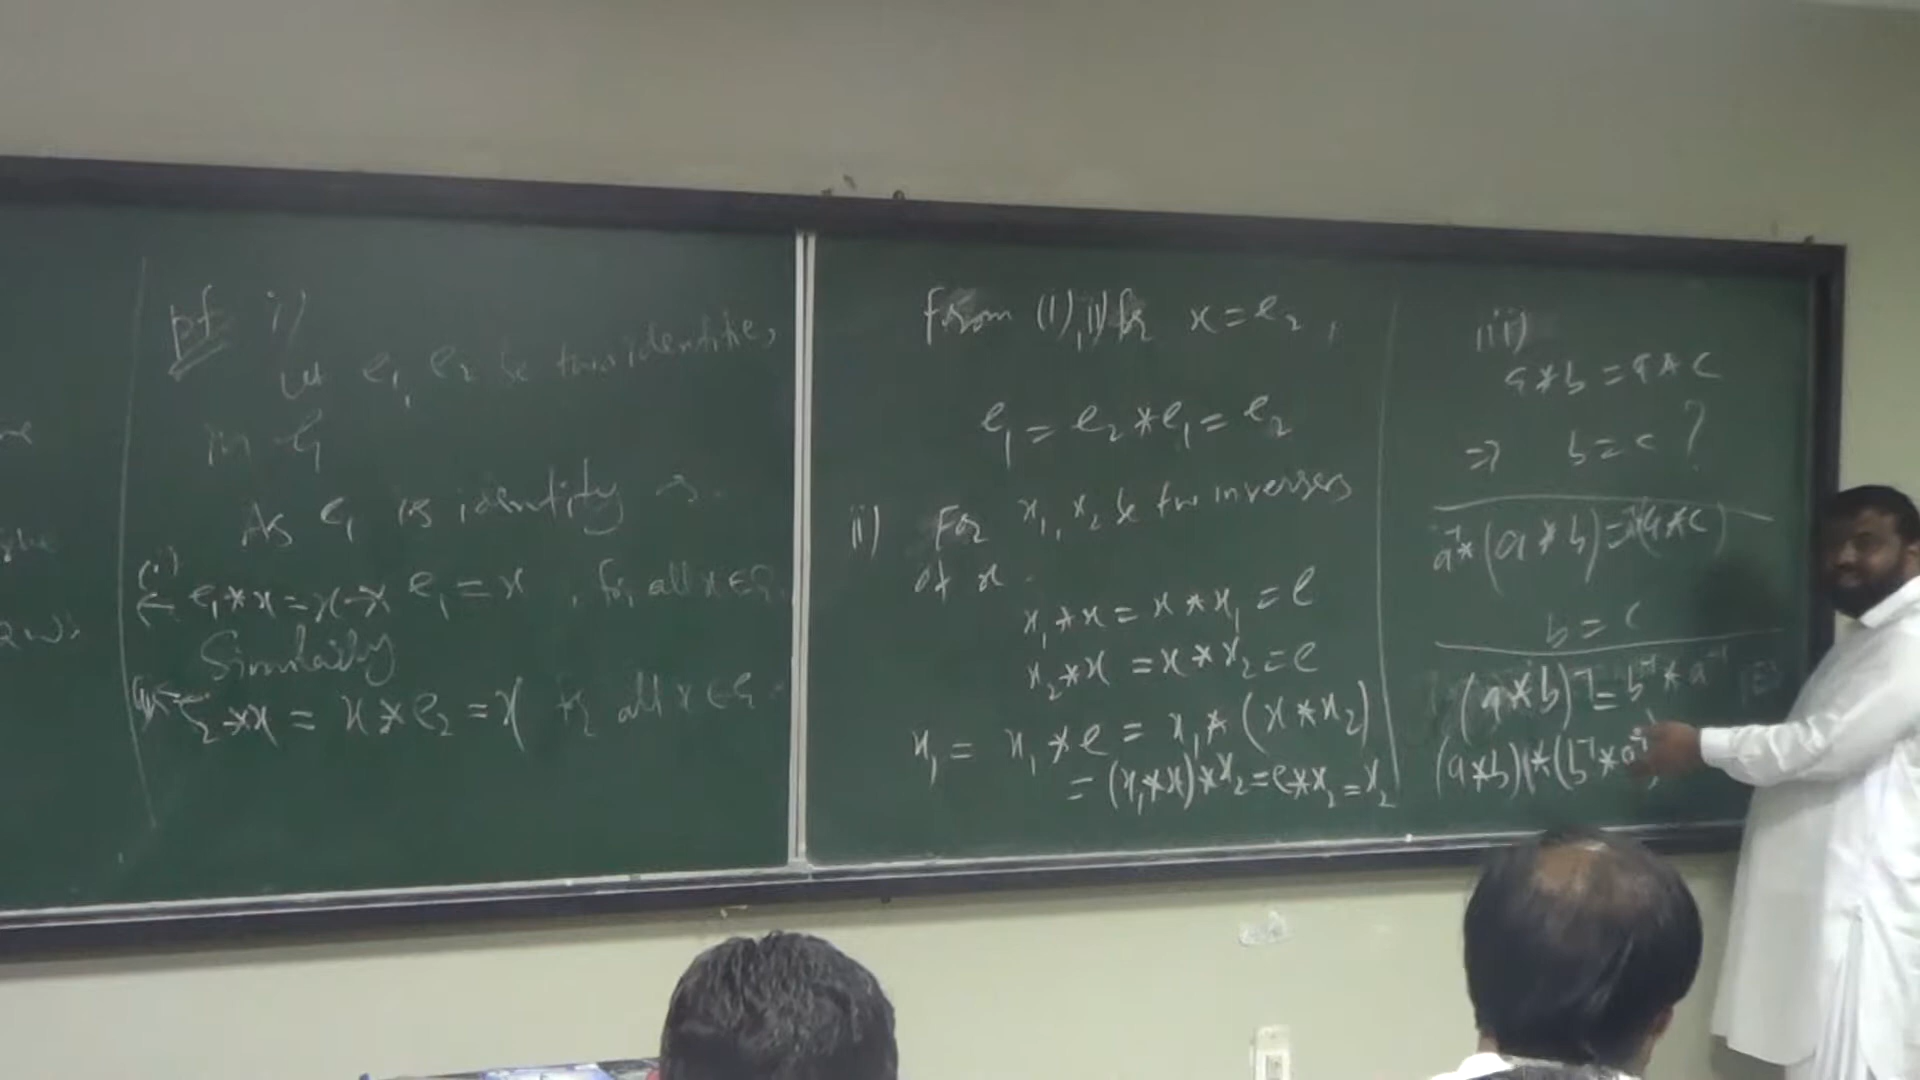 pf i)
Let e₁, e₂ be two identities
in G
As e₁ is identity
(i) e₁ * x = x * e₁ = x, for all x ∈ G
Similarly
e₂ * x = x * e₂ = x for all x ∈ G
From (i), ii) for x = e₂,
e₁ = e₂ * e₁ = e₂
ii) For x₁, x₂ be two inverses
of x.
x₁ * x = x * x₁ = e
x₂ * x = x * x₂ = e
x₁ = x₁ * e = x₁ * (x * x₂)
= (x₁ * x) * x₂ = e * x₂ = x₂
iii)
a * b = a * c
⇒ b = c ?
a⁻¹ * (a * b) = a⁻¹ (a * c)
b = c
(a * b)⁻¹ = b⁻¹ * a⁻¹
(a * b) * (b⁻¹ * a⁻¹)